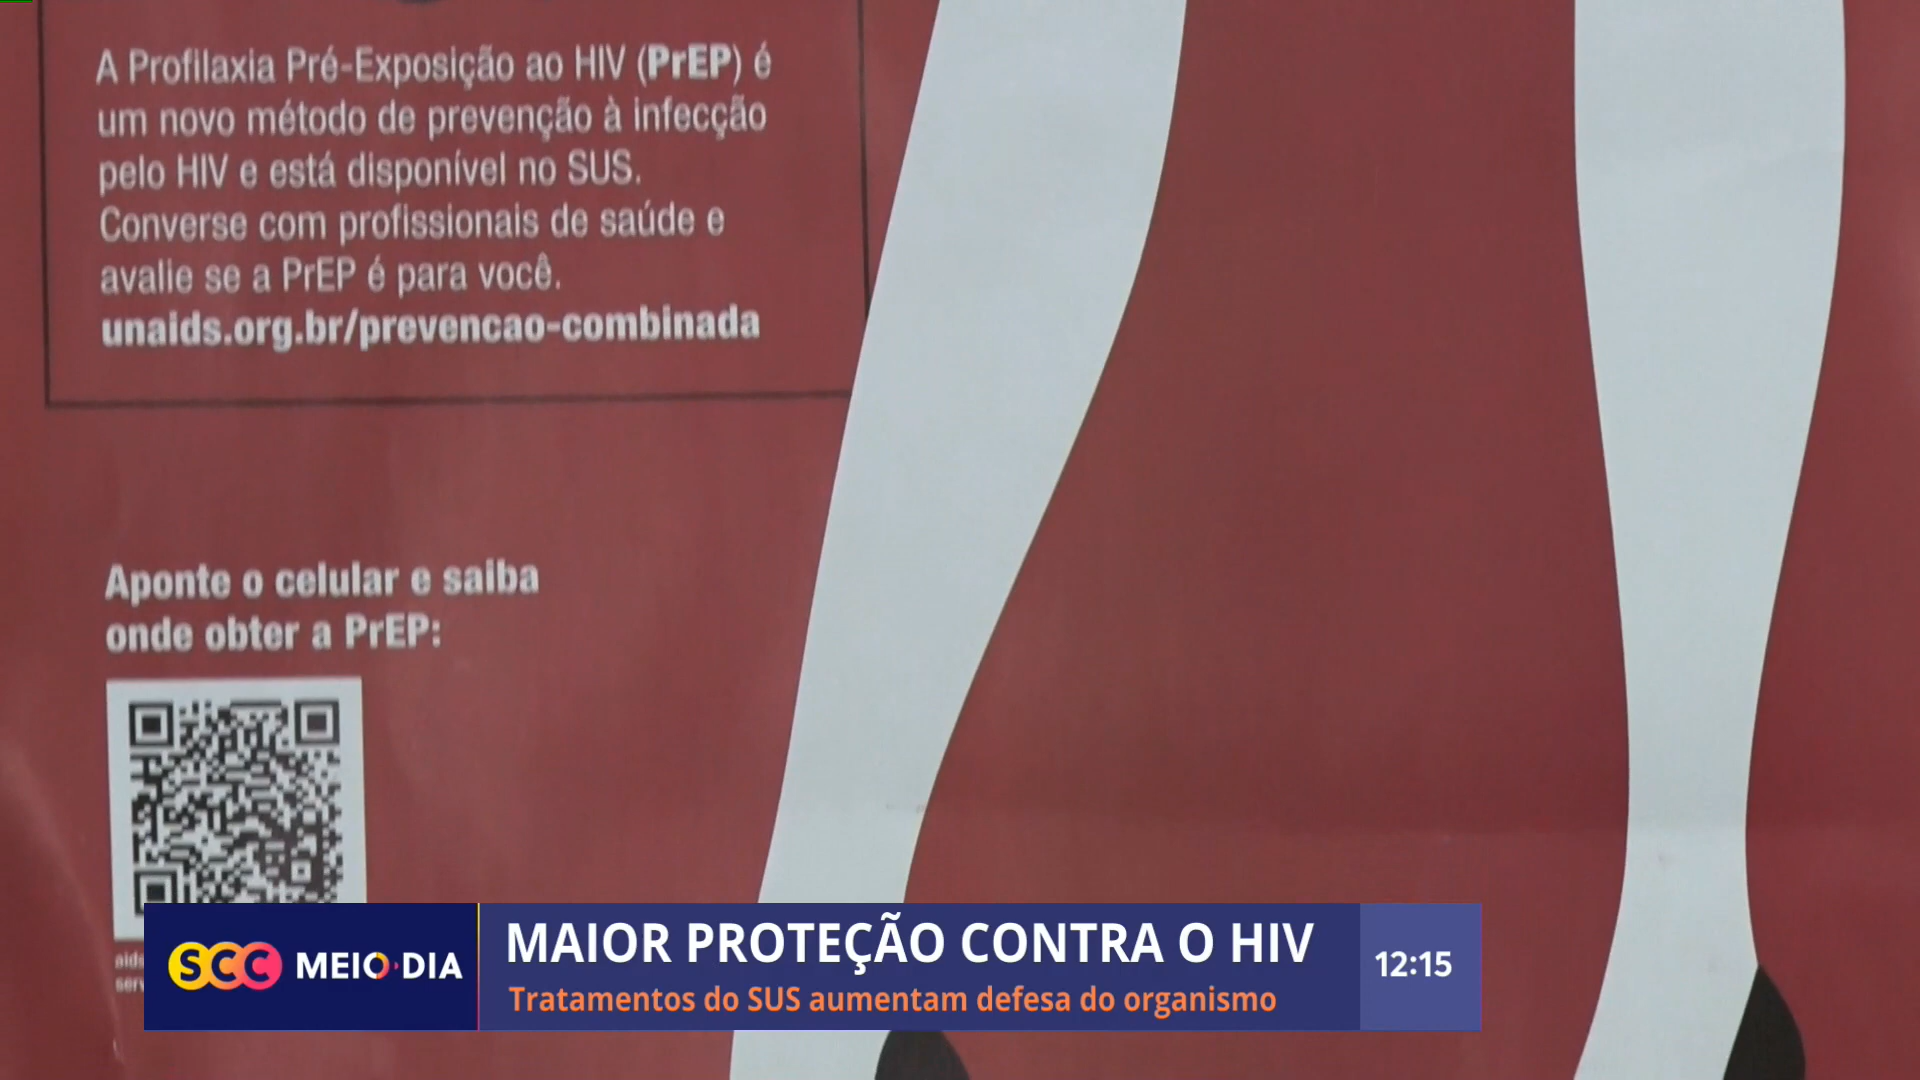 A Profilaxia Pré-Exposição ao HIV (PrEP) é
um novo método de prevenção à infecção
pelo HIV e está disponível no SUS.
Converse com profissionais de saúde e
avalie se a PrEP é para você.
unaids.org.br/prevencao-combinada
Aponte o celular e saiba
onde obter a PrEP:
SCC MEIO DIA
MAIOR PROTEÇÃO CONTRA O HIV
Tratamentos do SUS aumentam defesa do organismo
12:15